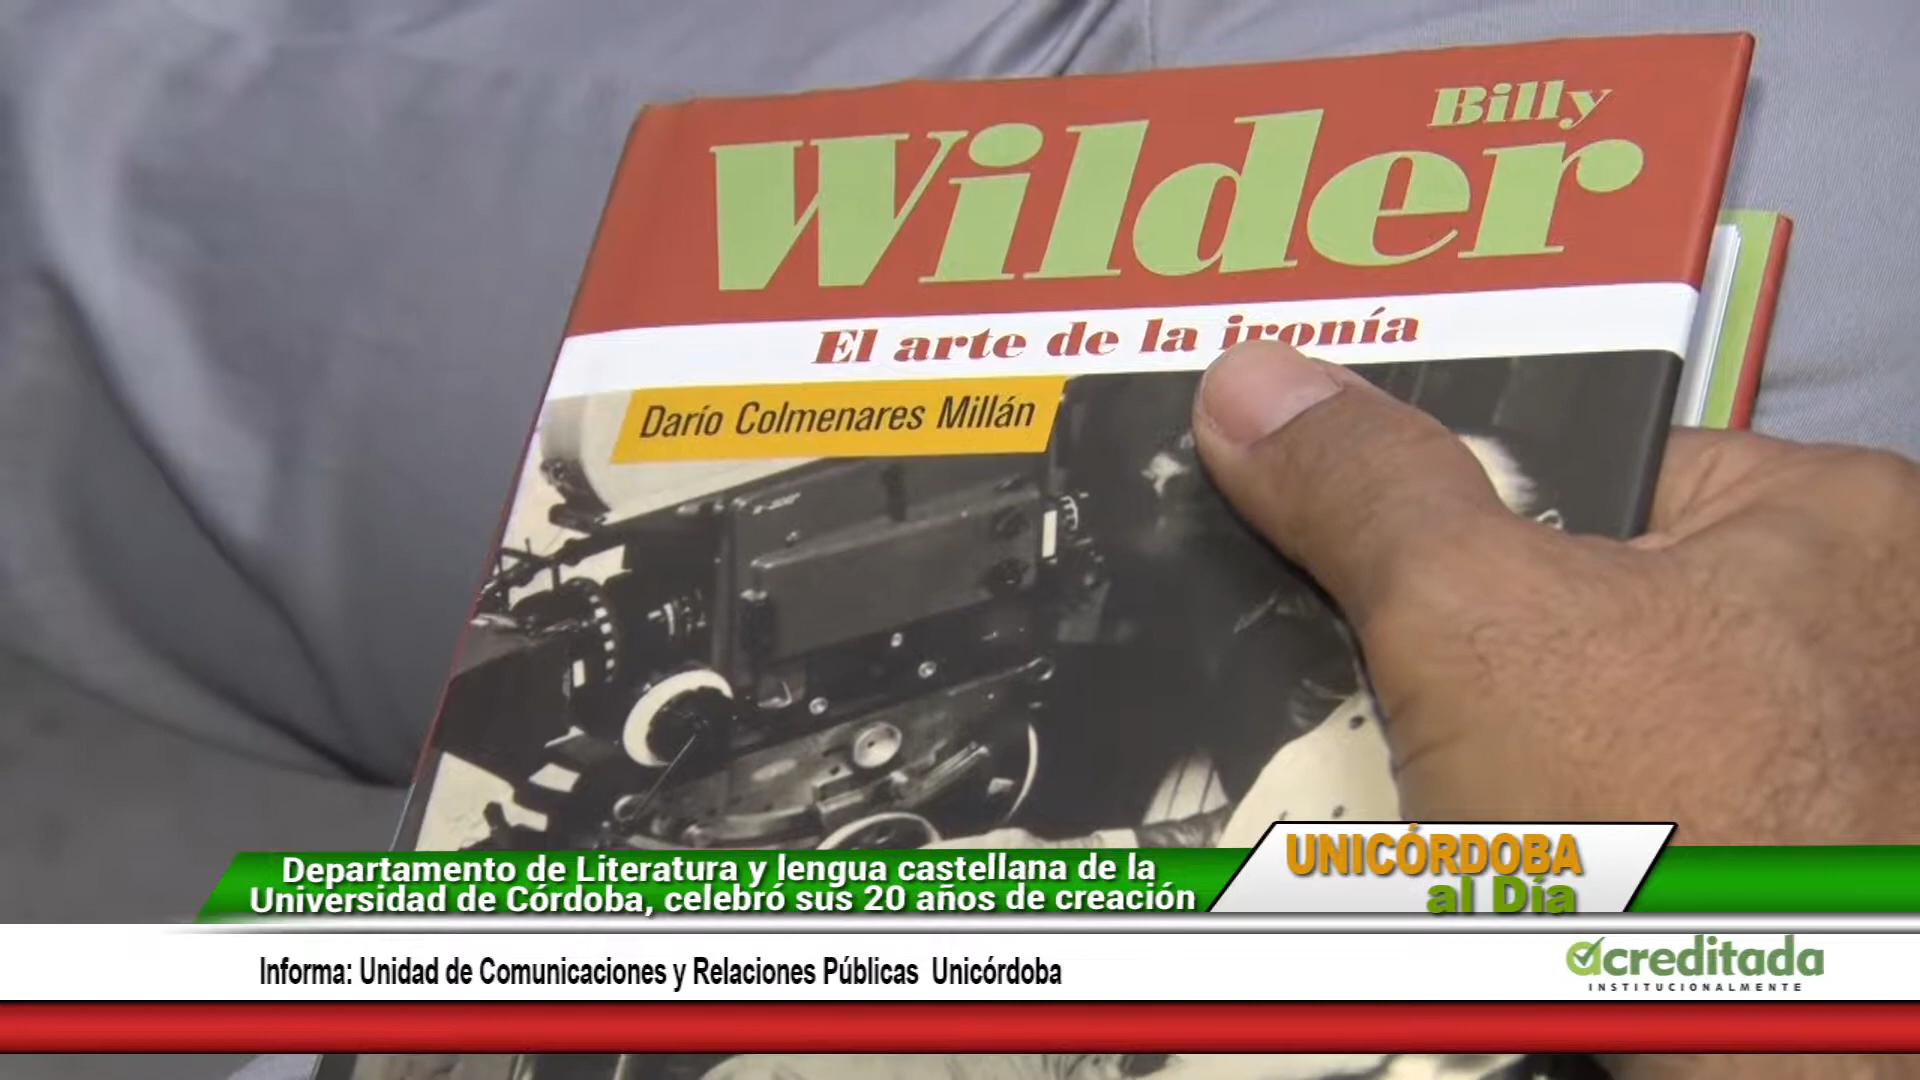 Billy
Wilder
El arte de la ironía
Darío Colmenares Millán
Departamento de Literatura y lengua castellana de la
Universidad de Córdoba, celebró sus 20 años de creación
UNICÓRDOBA
al Día
Informa: Unidad de Comunicaciones y Relaciones Públicas Unicórdoba
acreditada
INSTITUCIONALMENTE